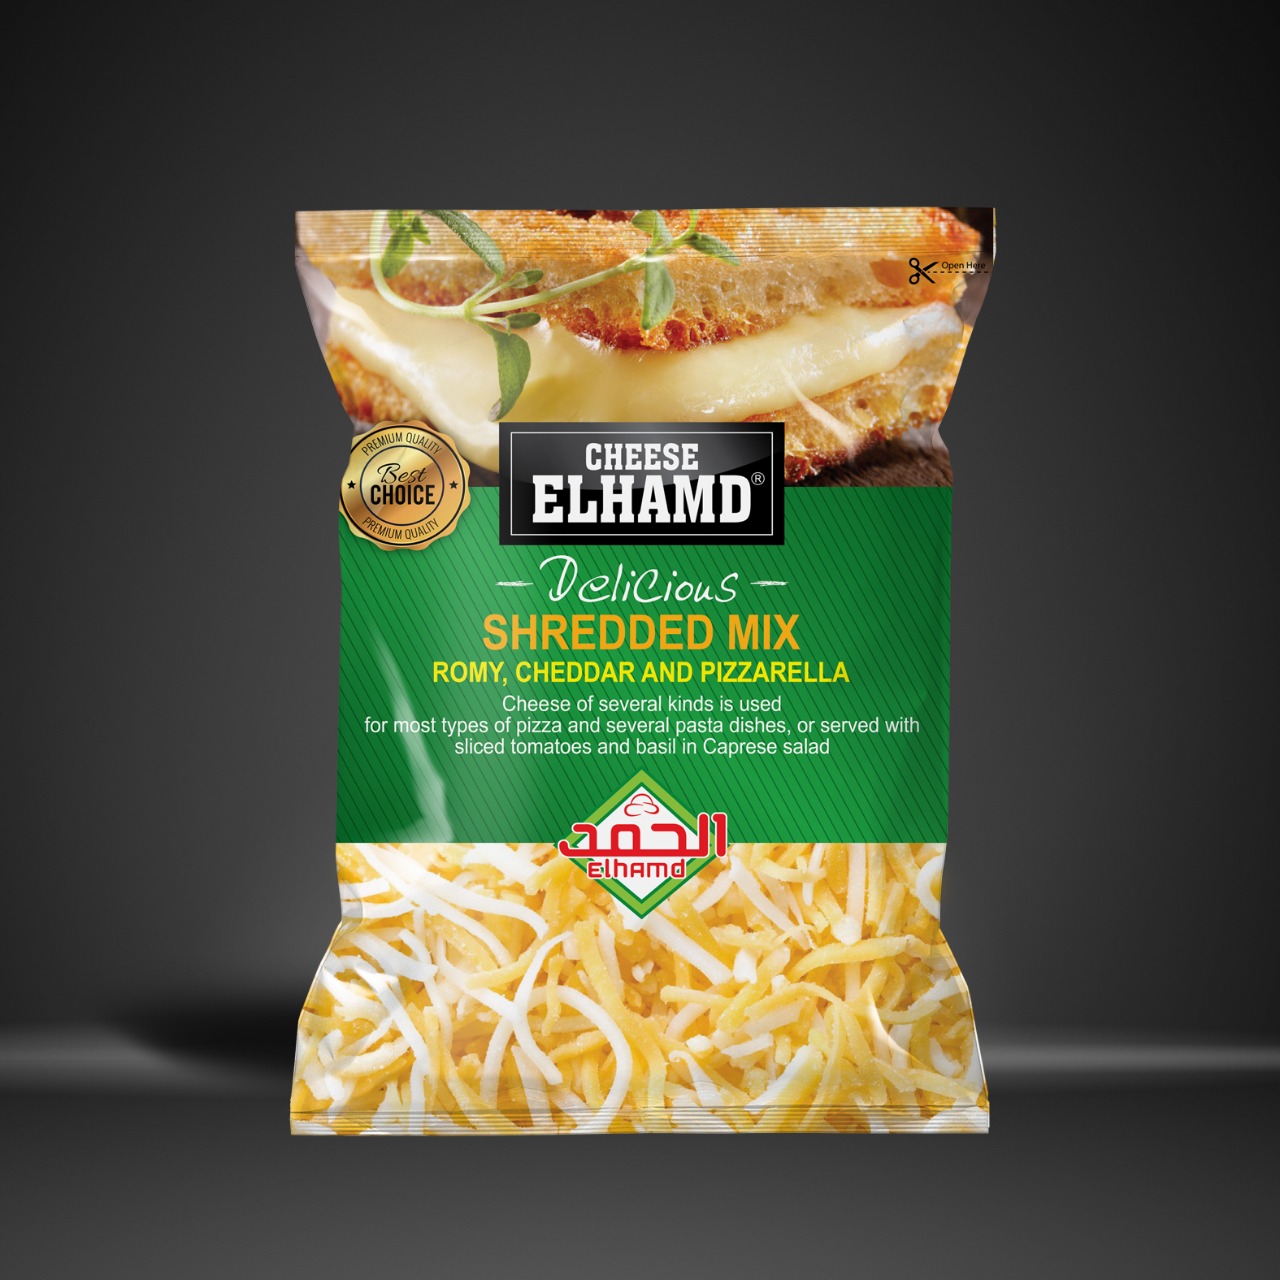 Open Here
PREMIUM QUALITY
Best
CHOICE
PREMIUM QUALITY
CHEESE
ELHAMD®
Delicious
SHREDDED MIX
ROMY, CHEDDAR AND PIZZARELLA
Cheese of several kinds is used
for most types of pizza and several pasta dishes, or served with
sliced tomatoes and basil in Caprese salad
الحمد
Elhamd